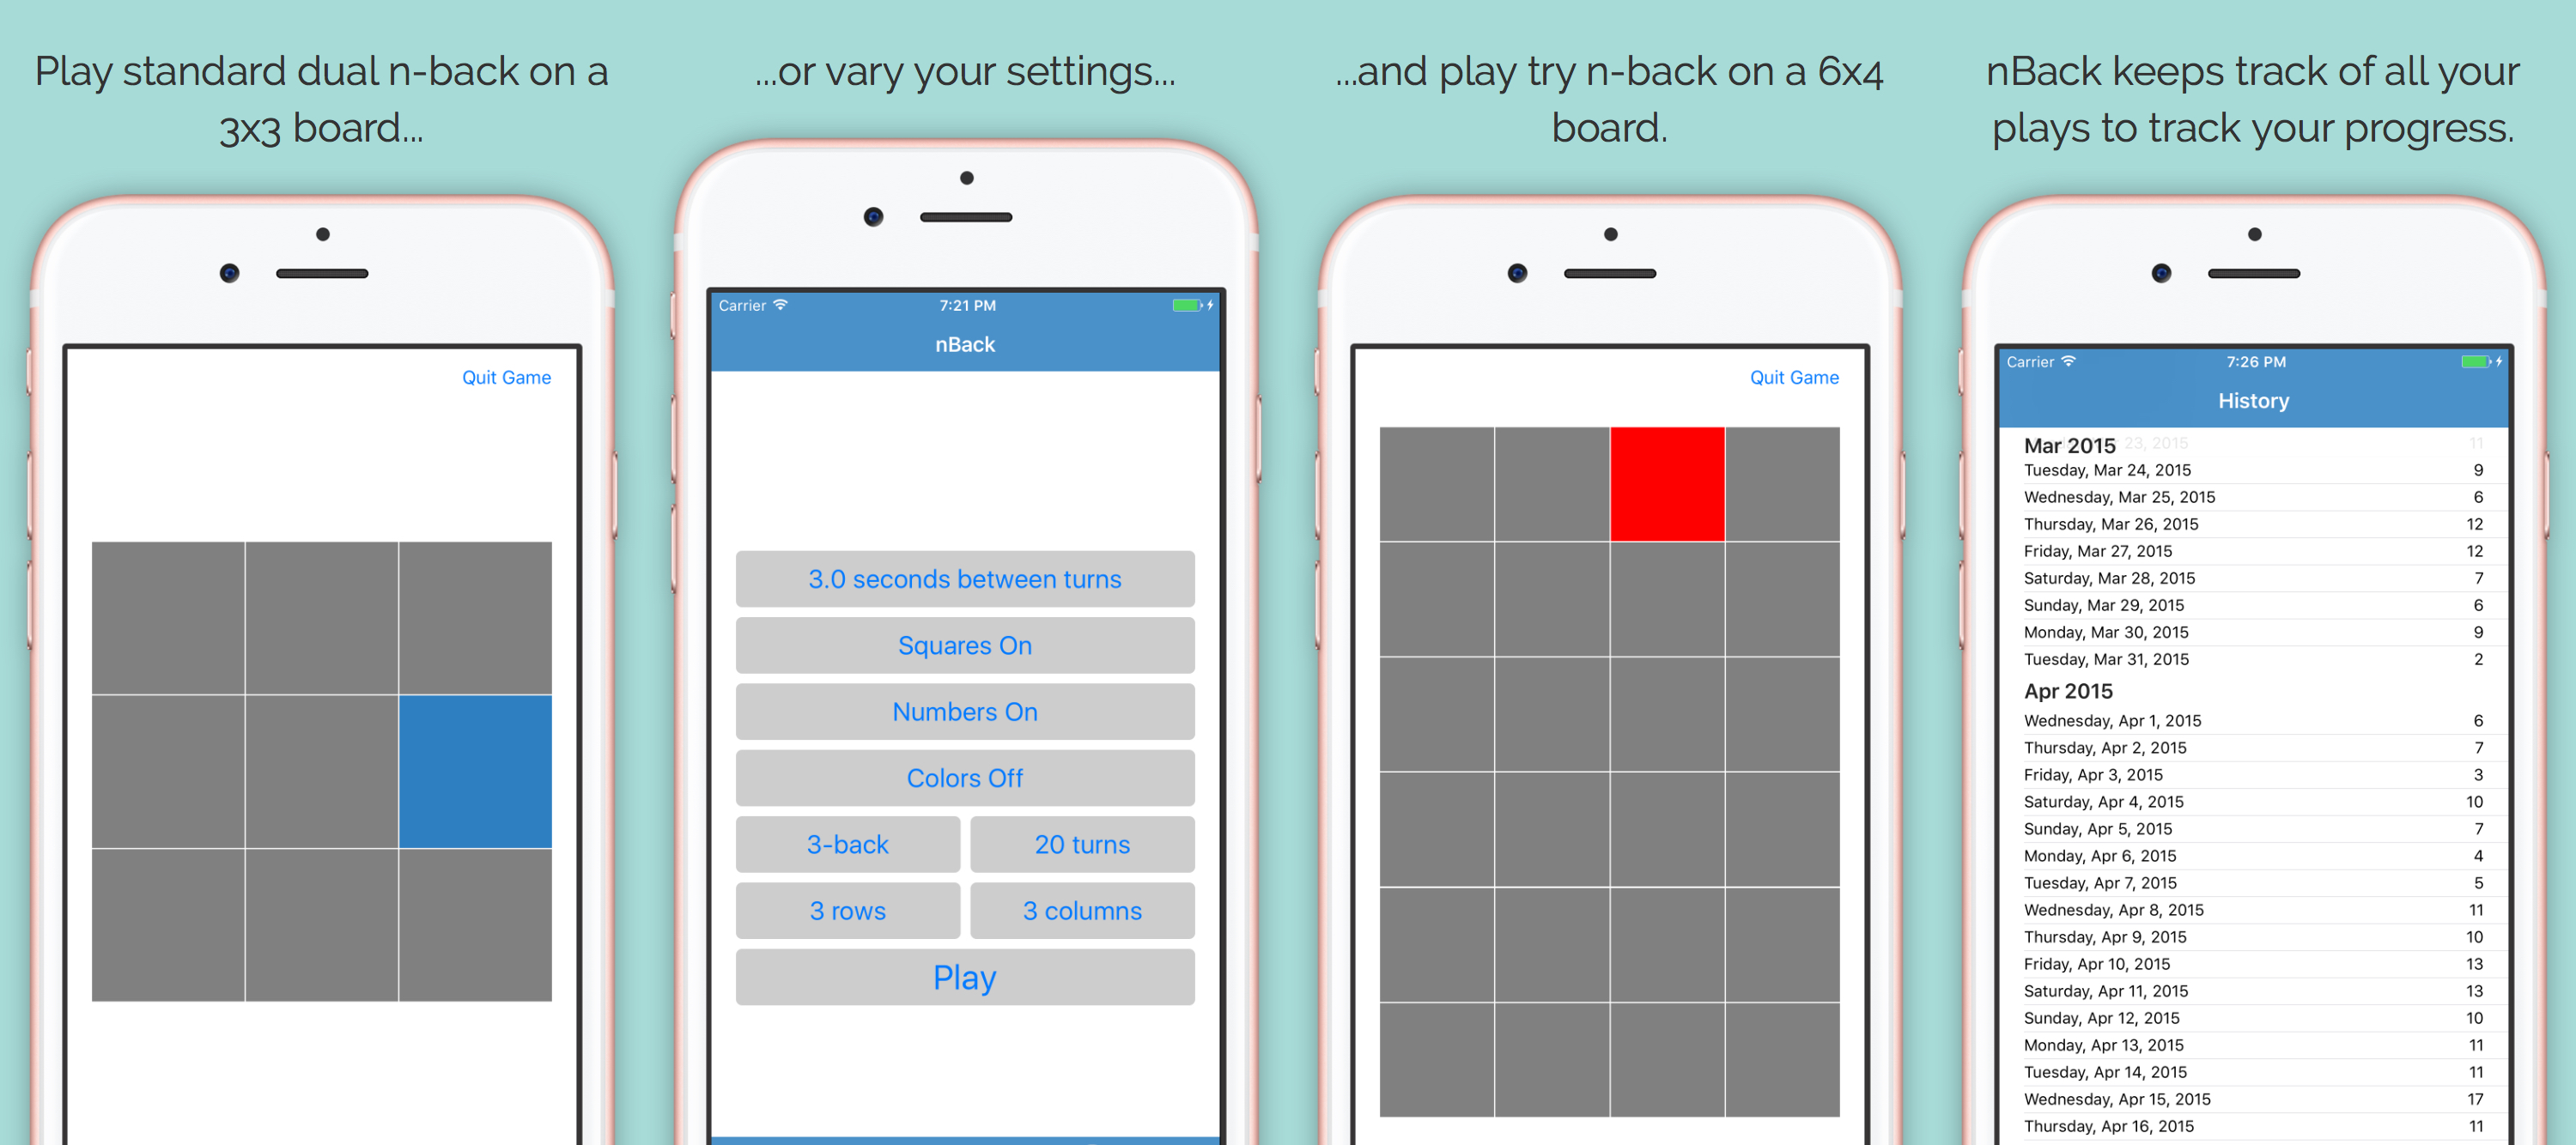 Play standard dual n-back on a
3x3 board...
Quit Game
...or vary your settings...
Carrier 7:21 PM
nBack
3.0 seconds between turns
Squares On
Numbers On
Colors Off
3-back 20 turns
3 rows 3 columns
Play
...and play try n-back on a 6x4
board.
Quit Game
nBack keeps track of all your
plays to track your progress.
Carrier 7:26 PM
History
Mar 2015 23, 2015 11
Tuesday, Mar 24, 2015 9
Wednesday, Mar 25, 2015 6
Thursday, Mar 26, 2015 12
Friday, Mar 27, 2015 12
Saturday, Mar 28, 2015 7
Sunday, Mar 29, 2015 6
Monday, Mar 30, 2015 9
Tuesday, Mar 31, 2015 2
Apr 2015
Wednesday, Apr 1, 2015 6
Thursday, Apr 2, 2015 7
Friday, Apr 3, 2015 3
Saturday, Apr 4, 2015 10
Sunday, Apr 5, 2015 7
Monday, Apr 6, 2015 4
Tuesday, Apr 7, 2015 5
Wednesday, Apr 8, 2015 11
Thursday, Apr 9, 2015 10
Friday, Apr 10, 2015 13
Saturday, Apr 11, 2015 13
Sunday, Apr 12, 2015 10
Monday, Apr 13, 2015 11
Tuesday, Apr 14, 2015 11
Wednesday, Apr 15, 2015 17
Thursday, Apr 16, 2015 11